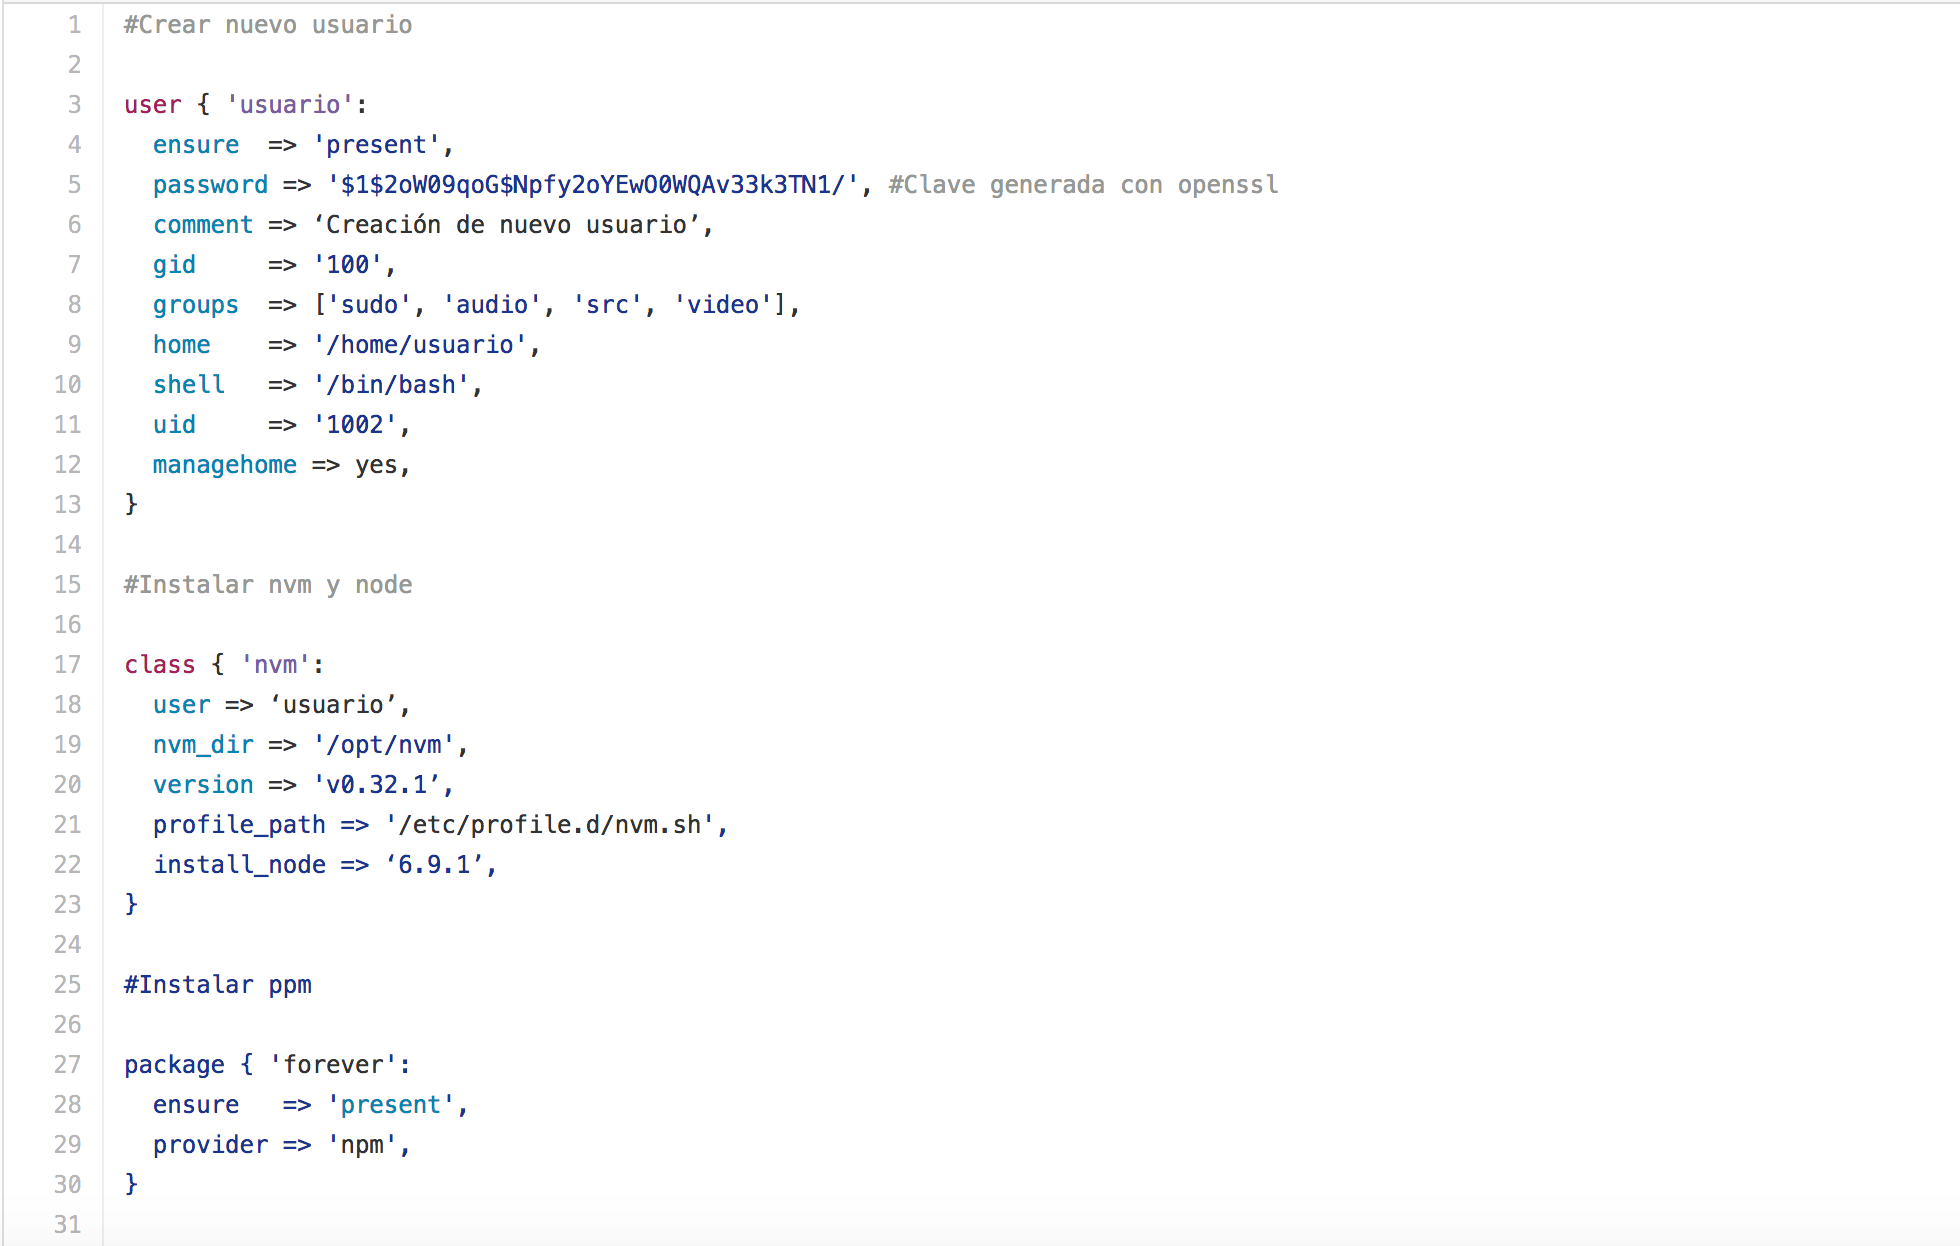 1 #Crear nuevo usuario
2
3 user { 'usuario':
4   ensure  => 'present',
5   password => '$1$2oW09qoG$Npfy2oYEwO0WQAv33k3TN1/', #Clave generada con openssl
6   comment => ‘Creación de nuevo usuario’,
7   gid     => '100',
8   groups  => ['sudo', 'audio', 'src', 'video'],
9   home    => '/home/usuario',
10   shell   => '/bin/bash',
11   uid     => '1002',
12   managehome => yes,
13 }
14
15 #Instalar nvm y node
16
17 class { 'nvm':
18   user => ‘usuario’,
19   nvm_dir => '/opt/nvm',
20   version => 'v0.32.1’,
21   profile_path => '/etc/profile.d/nvm.sh',
22   install_node => ‘6.9.1’,
23 }
24
25 #Instalar ppm
26
27 package { 'forever':
28   ensure   => 'present',
29   provider => 'npm',
30 }
31